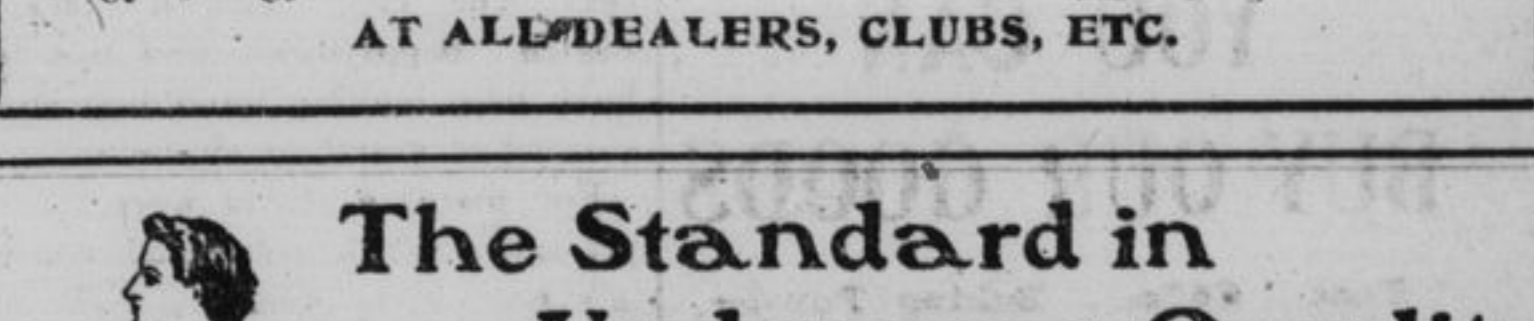 AT ALL DEALERS, CLUBS, ETC.
The Standard in